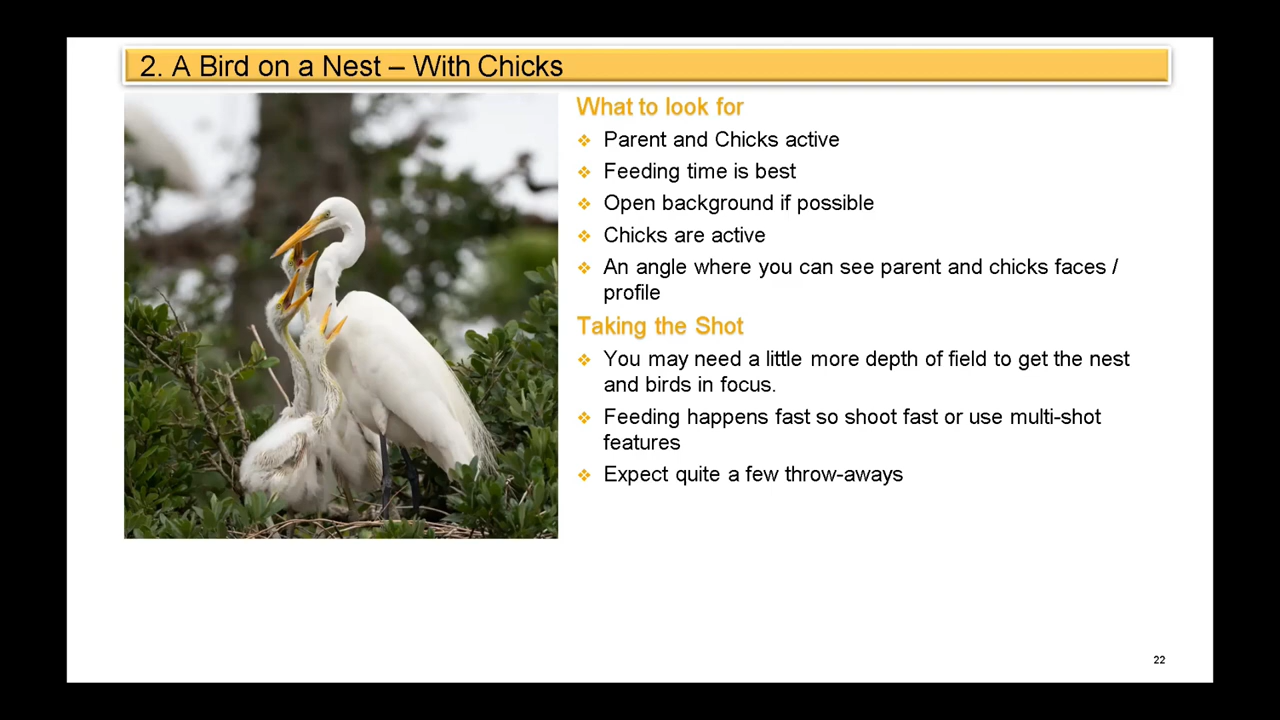 2. A Bird on a Nest – With Chicks
What to look for
❖ Parent and Chicks active
❖ Feeding time is best
❖ Open background if possible
❖ Chicks are active
❖ An angle where you can see parent and chicks faces /
profile
Taking the Shot
❖ You may need a little more depth of field to get the nest
and birds in focus.
❖ Feeding happens fast so shoot fast or use multi-shot
features
❖ Expect quite a few throw-aways
22